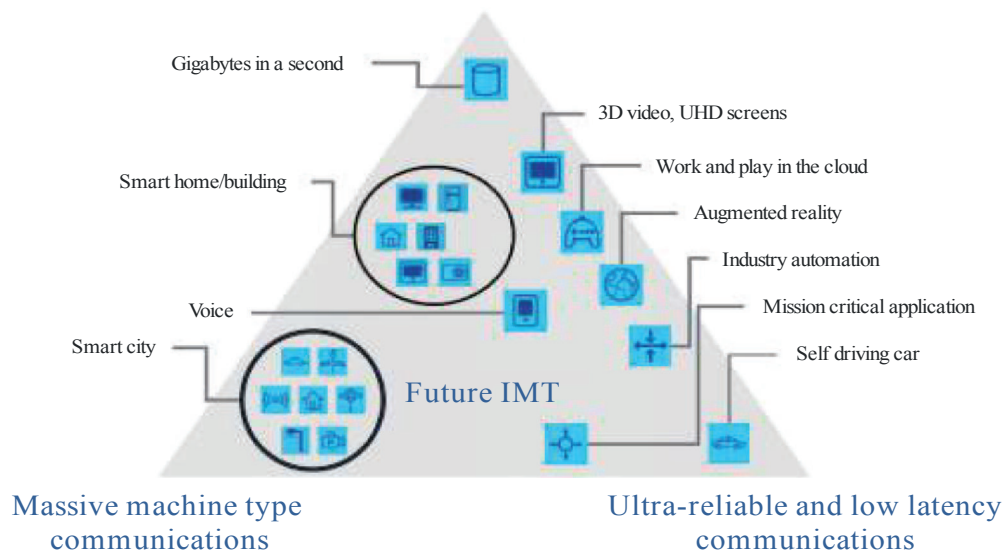 Gigabytes in a second
3D video, UHD screens
Smart home/building
Work and play in the cloud
Augmented reality
Industry automation
Voice
Mission critical application
Smart city
Self driving car
Future IMT
Massive machine type
communications
Ultra-reliable and low latency
communications